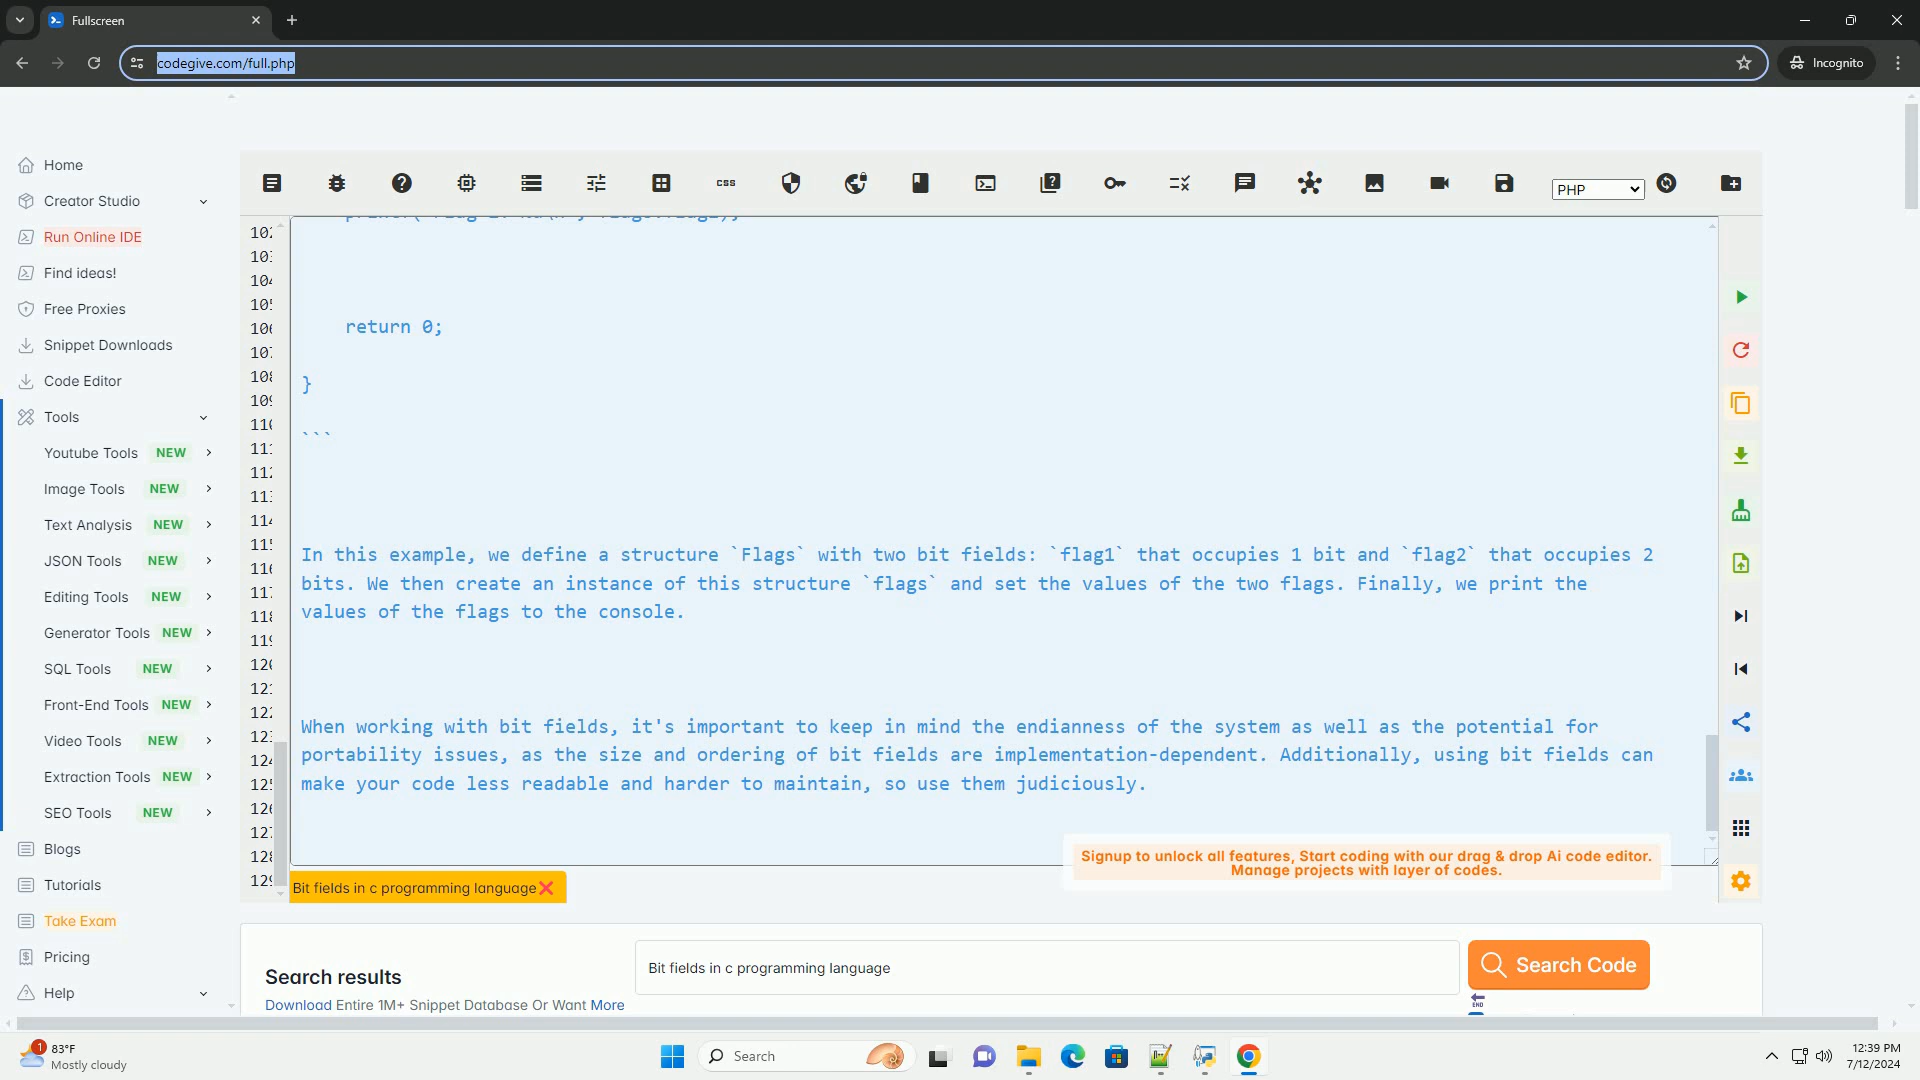 Fullscreen
codegive.com/full.php
Incognito
Home
Creator Studio
Run Online IDE
Find ideas!
Free Proxies
Snippet Downloads
Code Editor
Tools
Youtube Tools NEW
Image Tools NEW
Text Analysis NEW
JSON Tools NEW
Editing Tools NEW
Generator Tools NEW
SQL Tools NEW
Front-End Tools NEW
Video Tools NEW
Extraction Tools NEW
SEO Tools NEW
Blogs
Tutorials
Take Exam
Pricing
Help
css
PHP
return 0;
}
```
In this example, we define a structure `Flags` with two bit fields: `flag1` that occupies 1 bit and `flag2` that occupies 2
bits. We then create an instance of this structure `flags` and set the values of the two flags. Finally, we print the
values of the flags to the console.
When working with bit fields, it's important to keep in mind the endianness of the system as well as the potential for
portability issues, as the size and ordering of bit fields are implementation-dependent. Additionally, using bit fields can
make your code less readable and harder to maintain, so use them judiciously.
Signup to unlock all features, Start coding with our drag & drop Ai code editor.
Manage projects with layer of codes.
Bit fields in c programming language
Search results
Bit fields in c programming language
Search Code
Download Entire 1M+ Snippet Database Or Want More
END
1
83°F
Mostly cloudy
Search
12:39 PM
7/12/2024